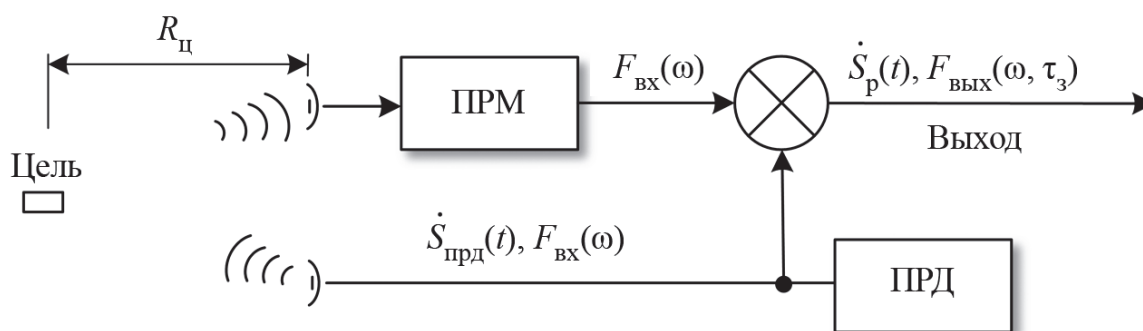 R_ц
ПРМ
F_вх(ω)
Ṡ_р(t), F_вых(ω, τ_з)
Выход
Цель
Ṡ_прд(t), F_вх(ω)
ПРД